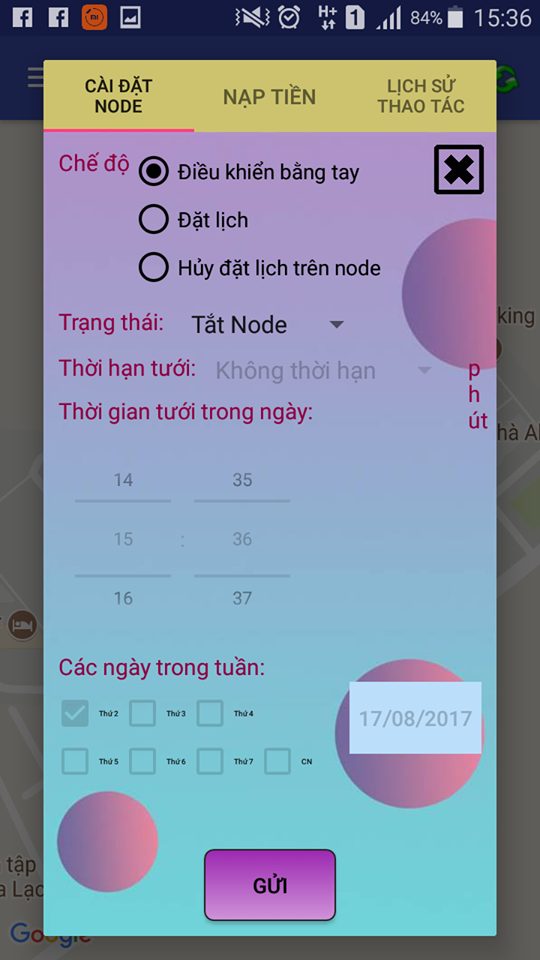 84% 15:36
CÀI ĐẶT
NODE
NẠP TIỀN
LỊCH SỬ
THAO TÁC
Chế độ
Điều khiển bằng tay
Đặt lịch
Hủy đặt lịch trên node
Trạng thái: Tắt Node
Thời hạn tưới: Không thời hạn
p
h
út
Thời gian tưới trong ngày:
14 35
15 : 36
16 37
Các ngày trong tuần:
Thứ 2 Thứ 3 Thứ 4
17/08/2017
Thứ 5 Thứ 6 Thứ 7 CN
GỬI
king
tập
Google